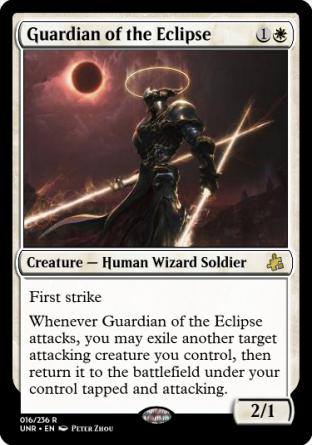 Guardian of the Eclipse 1
Creature — Human Wizard Soldier
First strike
Whenever Guardian of the Eclipse
attacks, you may exile another target
attacking creature you control, then
return it to the battlefield under your
control tapped and attacking.
2/1
016/236 R
UNR • EN Peter Zhou